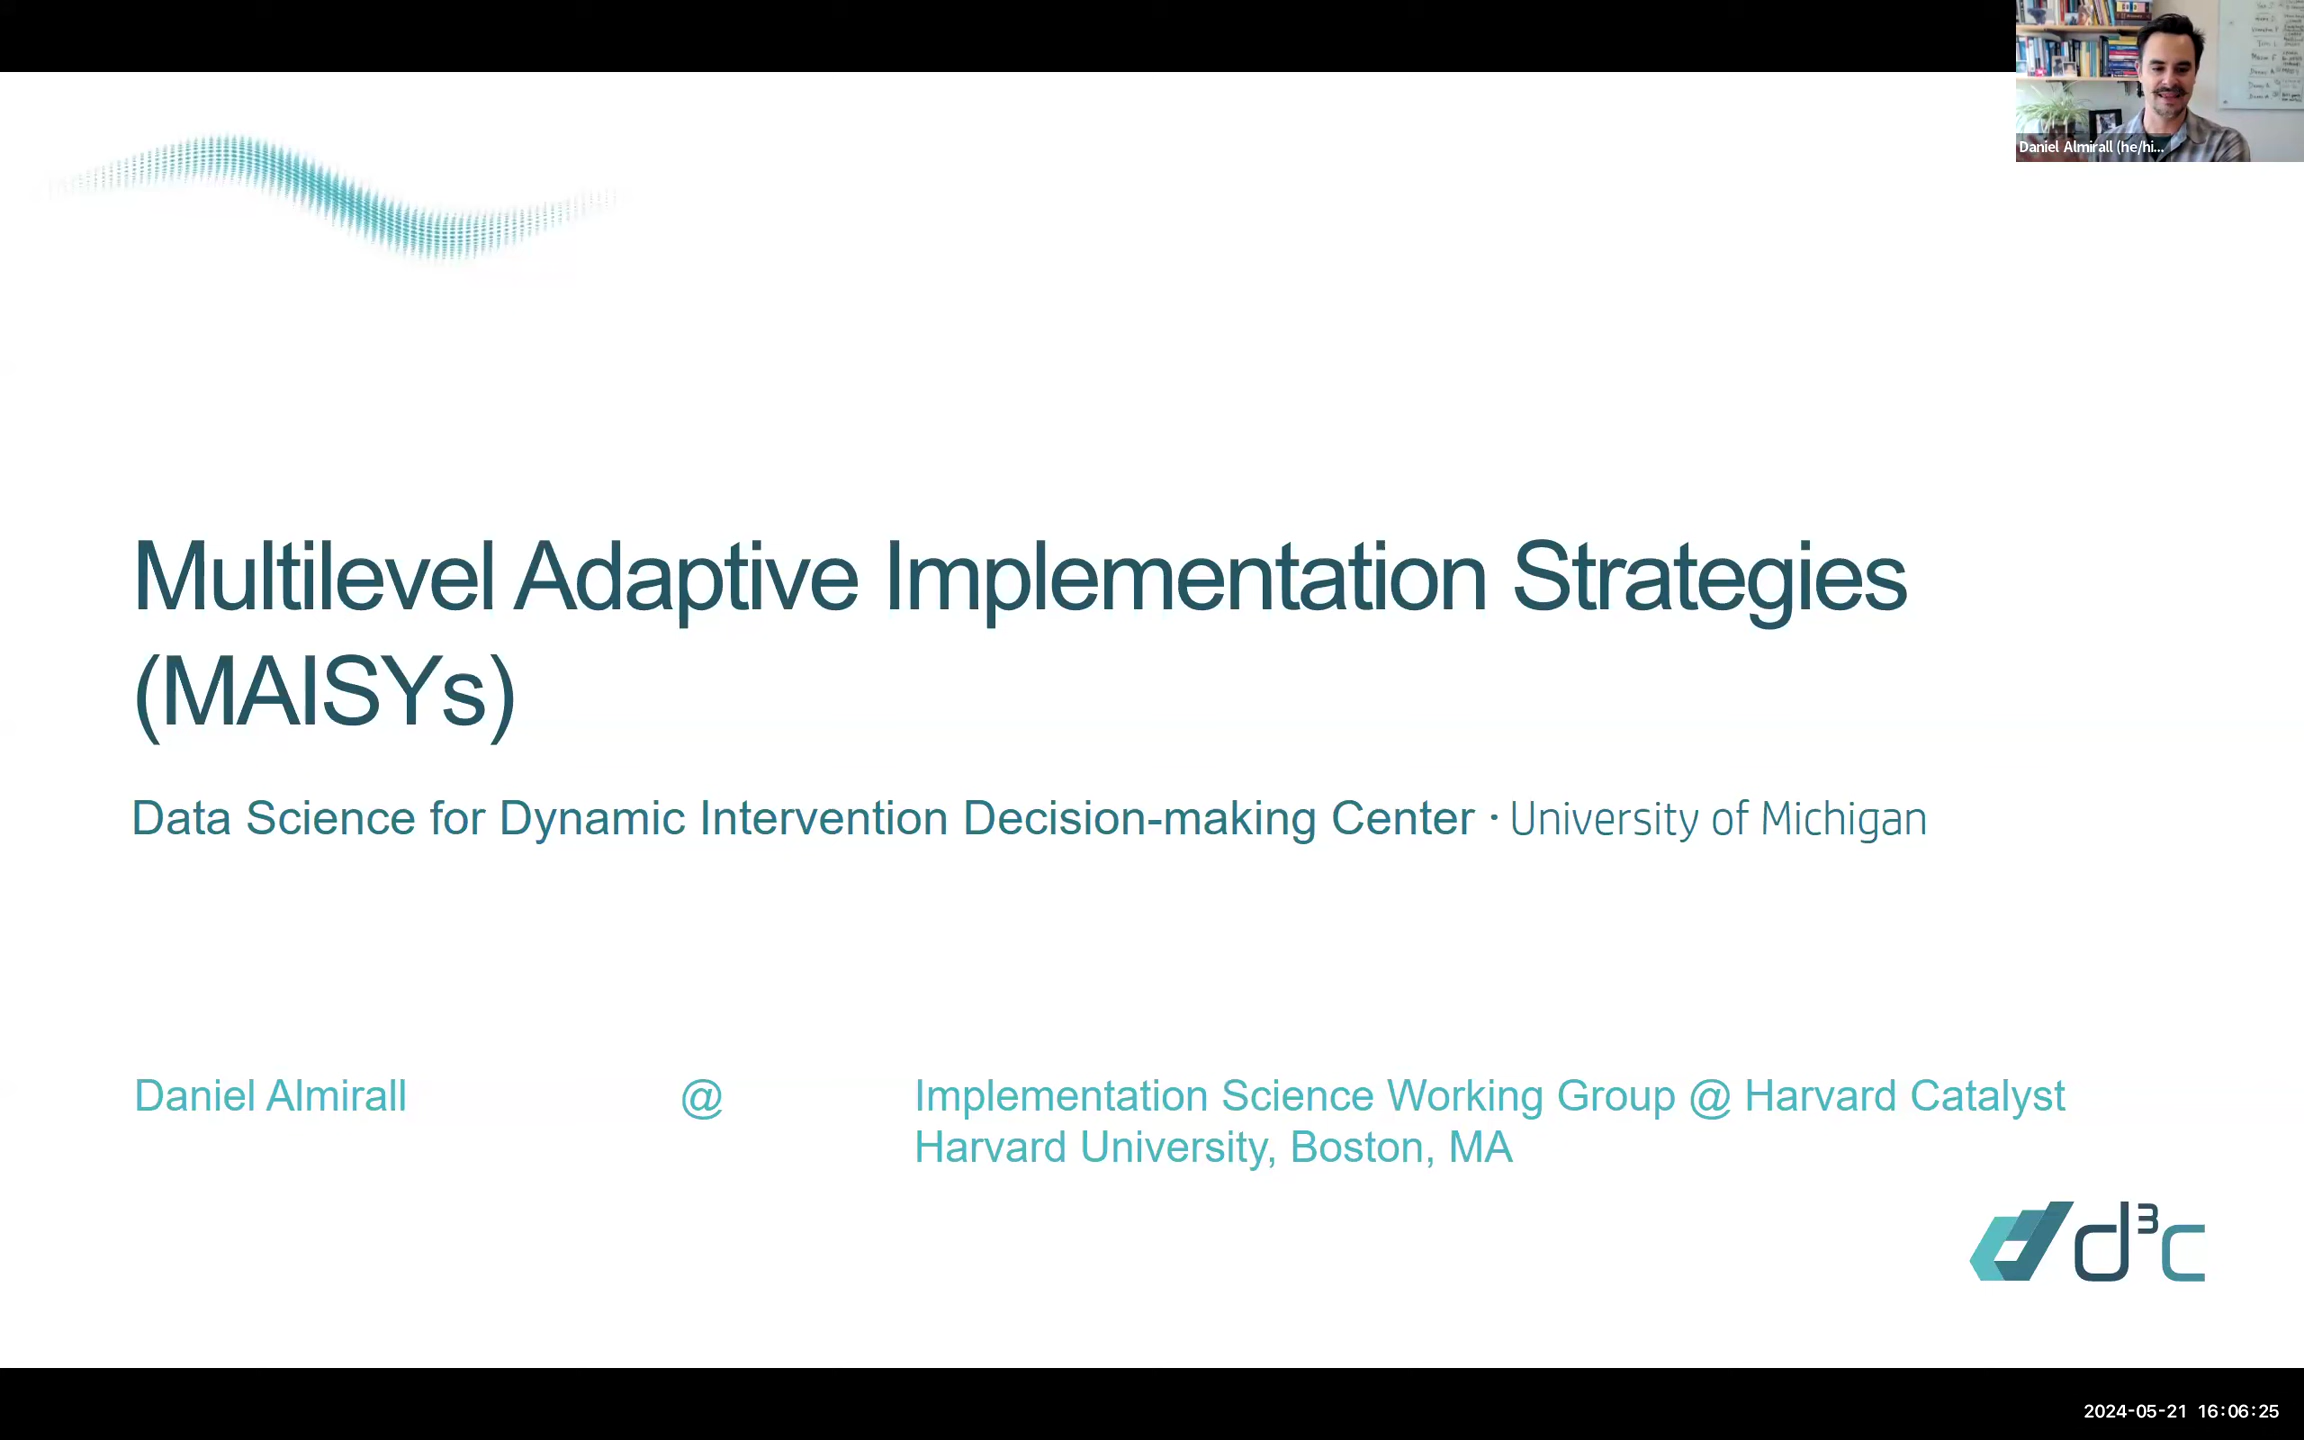 Daniel Almirall (he/hi...
Multilevel Adaptive Implementation Strategies
(MAISYs)
Data Science for Dynamic Intervention Decision-making Center · University of Michigan
Daniel Almirall @ Implementation Science Working Group @ Harvard Catalyst
Harvard University, Boston, MA
d³c
2024-05-21 16:06:25